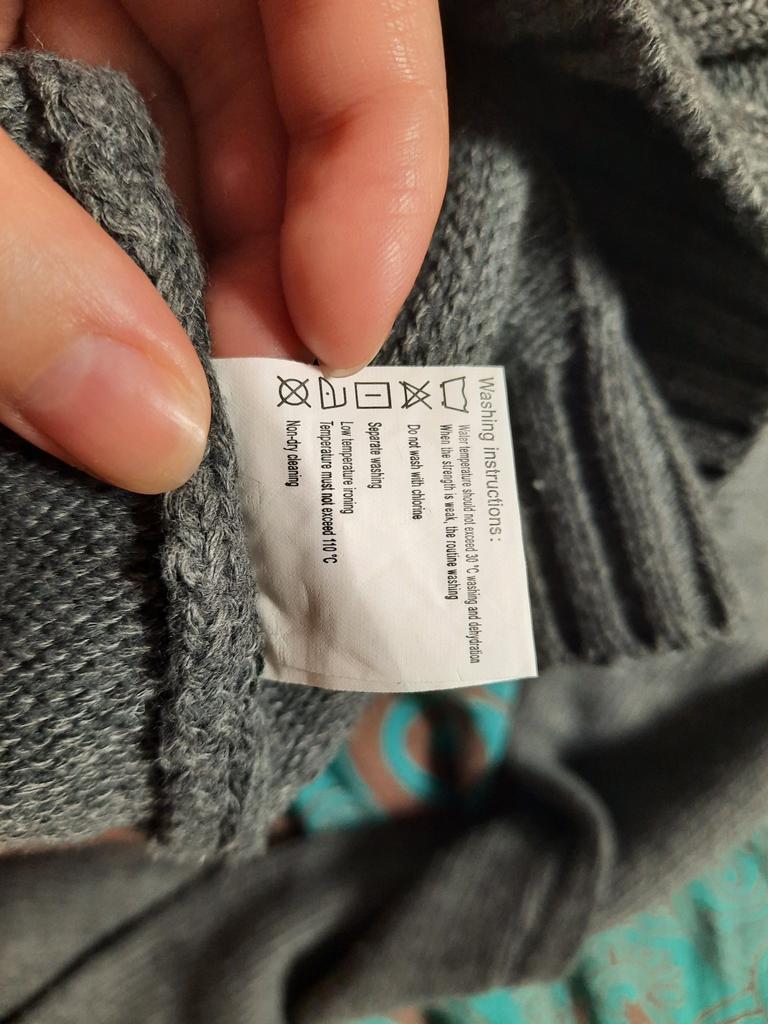 Washing instructions:
Water temperature should not exceed 30 °C washing and dehydration
When the strength is weak, the routine washing
Do not wash with chlorine
Separate washing
Low temperature ironing
Temperature must not exceed 110 °C
Non-dry cleaning